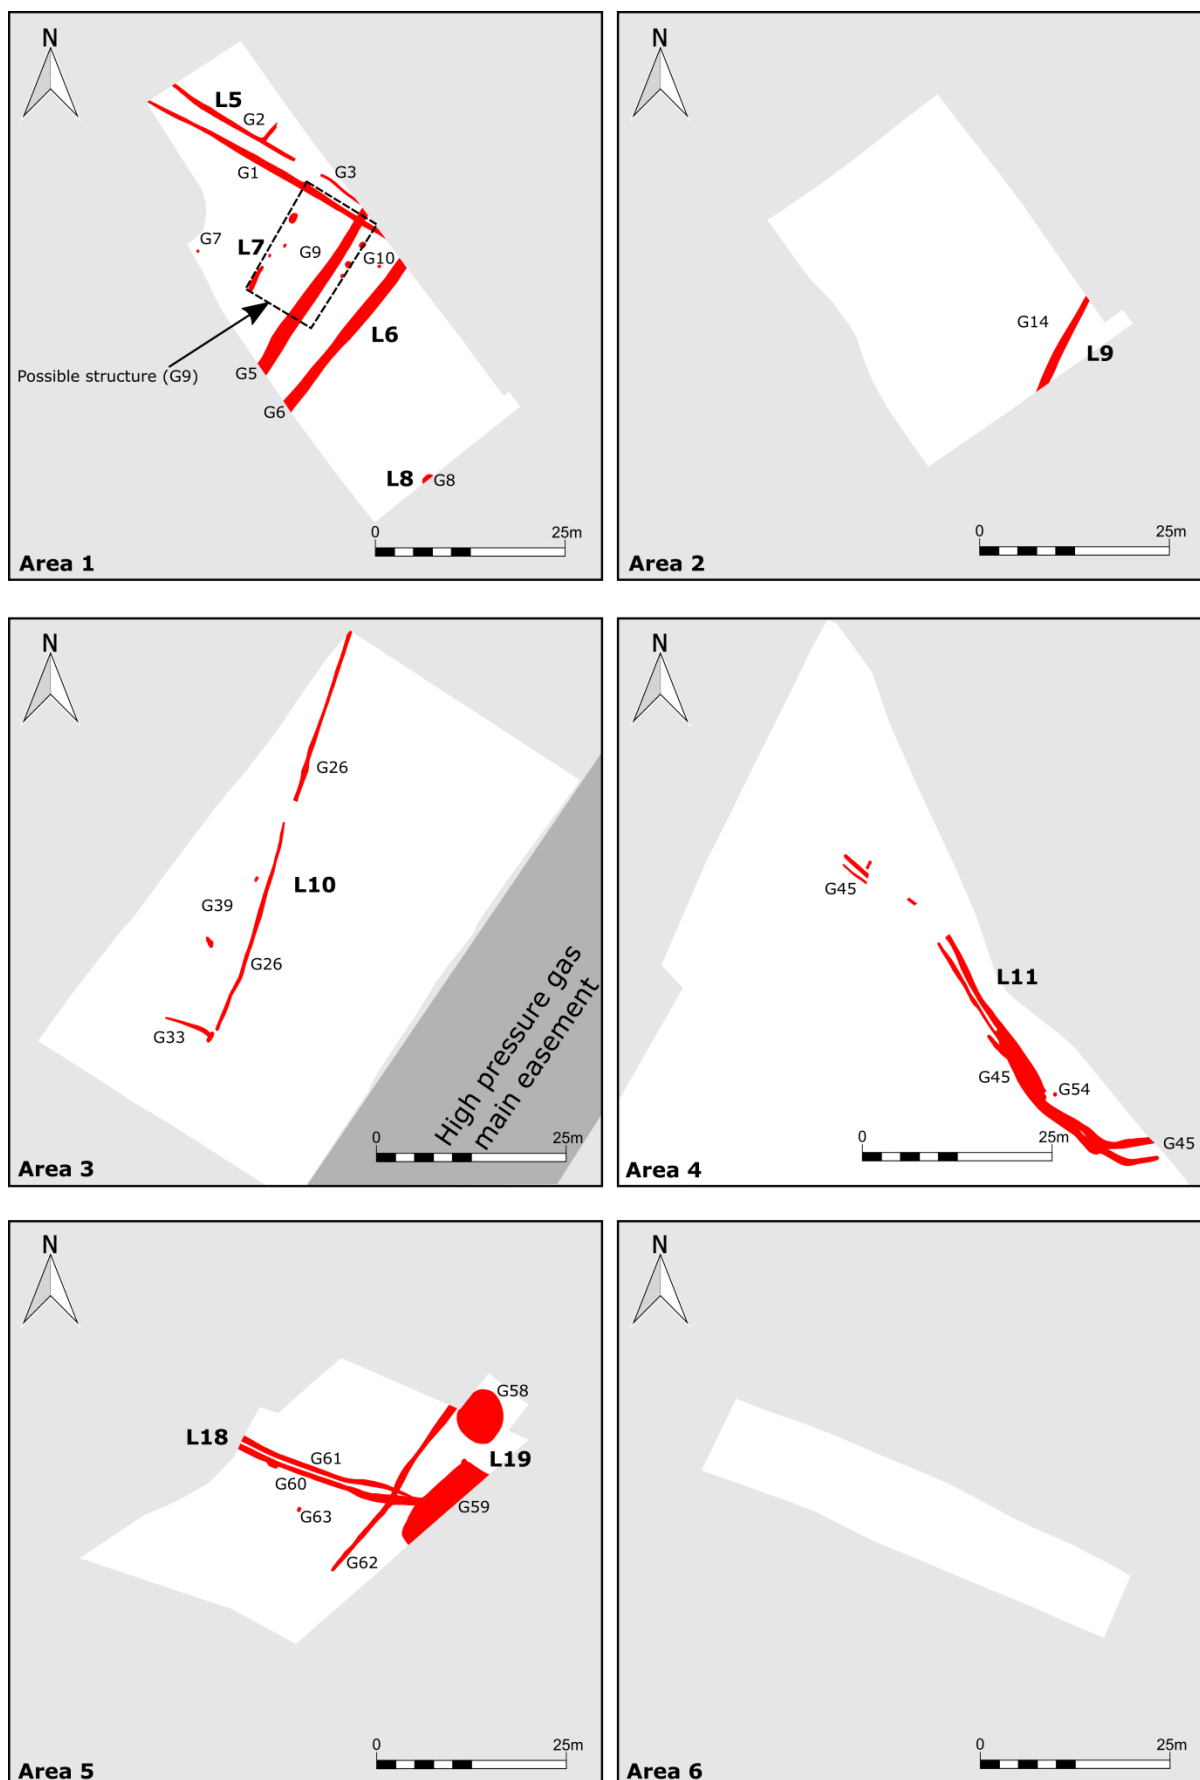 N
L5
G2
G1
G3
G7
L7
G9
G10
L6
Possible structure (G9)
G5
G6
L8
G8
0 25m
Area 1
N
G14
L9
0 25m
Area 2
N
G26
L10
G39
G26
G33
High pressure gas
main easement
0 25m
Area 3
N
G45
L11
G45
G54
0 25m
G45
Area 4
N
G58
L18
G61
L19
G60
G59
G63
G62
0 25m
Area 5
N
0 25m
Area 6